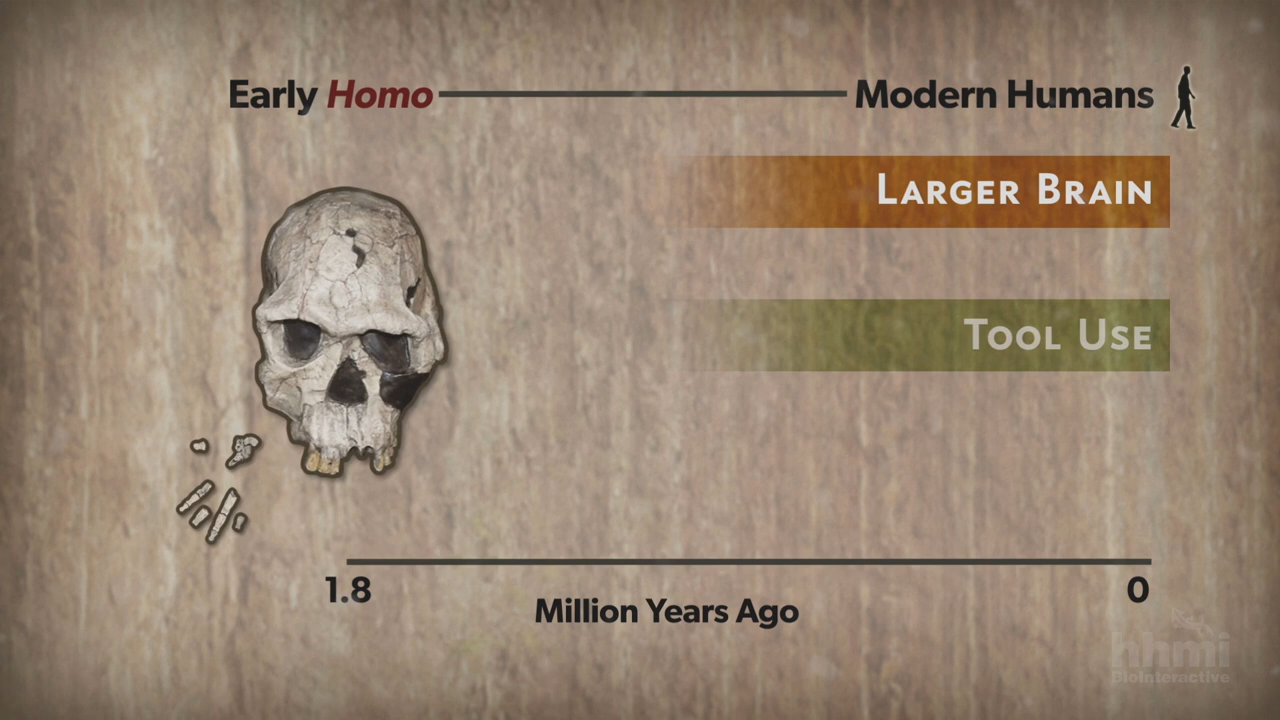 Early Homo
Modern Humans
LARGER BRAIN
TOOL USE
1.8
0
Million Years Ago
hhmi
BioInteractive